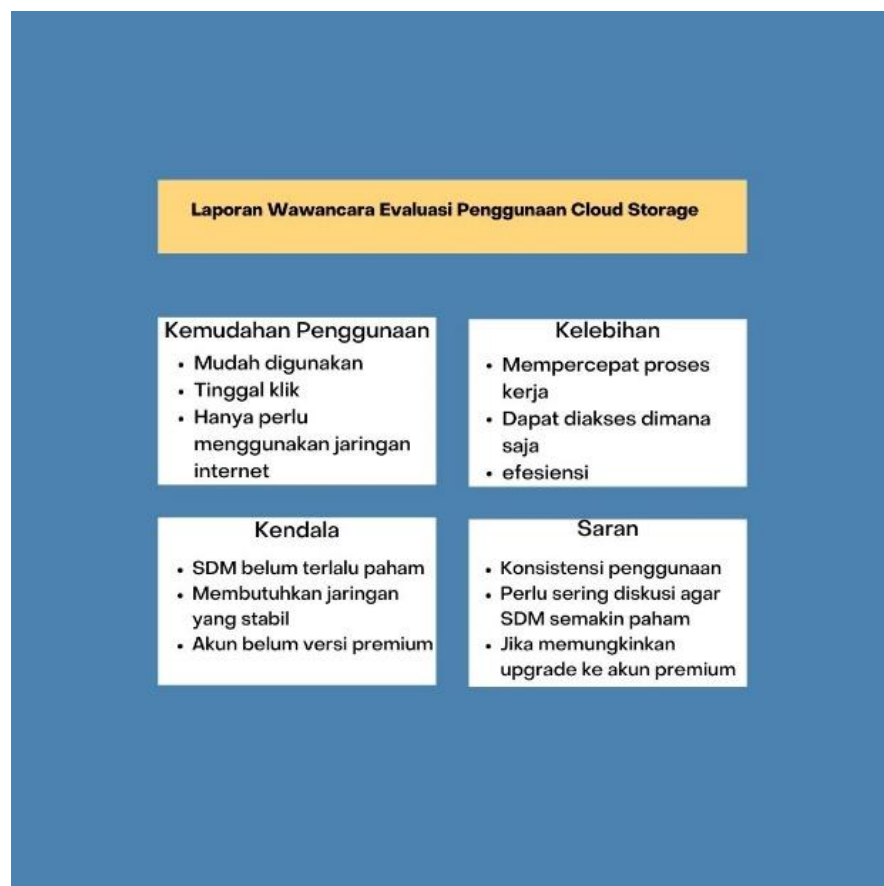 Laporan Wawancara Evaluasi Penggunaan Cloud Storage
Kemudahan Penggunaan
• Mudah digunakan
• Tinggal klik
• Hanya perlu
menggunakan jaringan
internet
Kelebihan
• Mempercepat proses
kerja
• Dapat diakses dimana
saja
• efesiensi
Kendala
• SDM belum terlalu paham
• Membutuhkan jaringan
yang stabil
• Akun belum versi premium
Saran
• Konsistensi penggunaan
• Perlu sering diskusi agar
SDM semakin paham
• Jika memungkinkan
upgrade ke akun premium